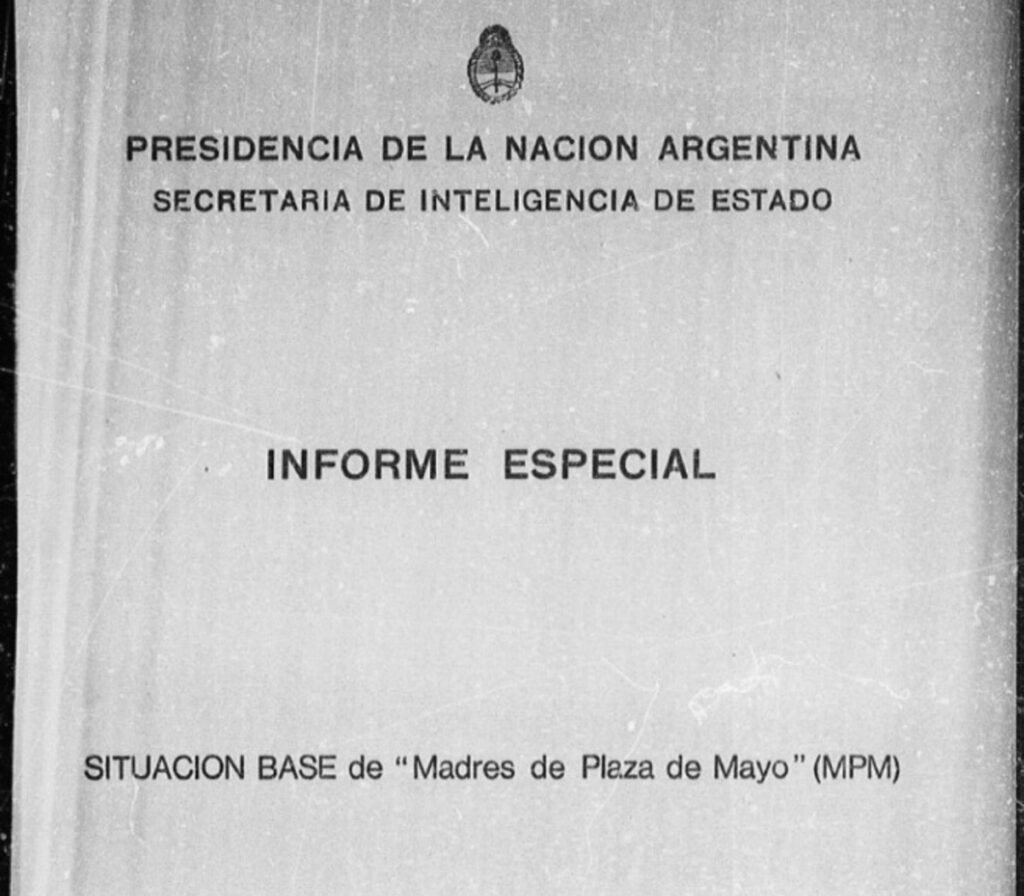 PRESIDENCIA DE LA NACION ARGENTINA
SECRETARIA DE INTELIGENCIA DE ESTADO
INFORME ESPECIAL
SITUACION BASE de "Madres de Plaza de Mayo" (MPM)